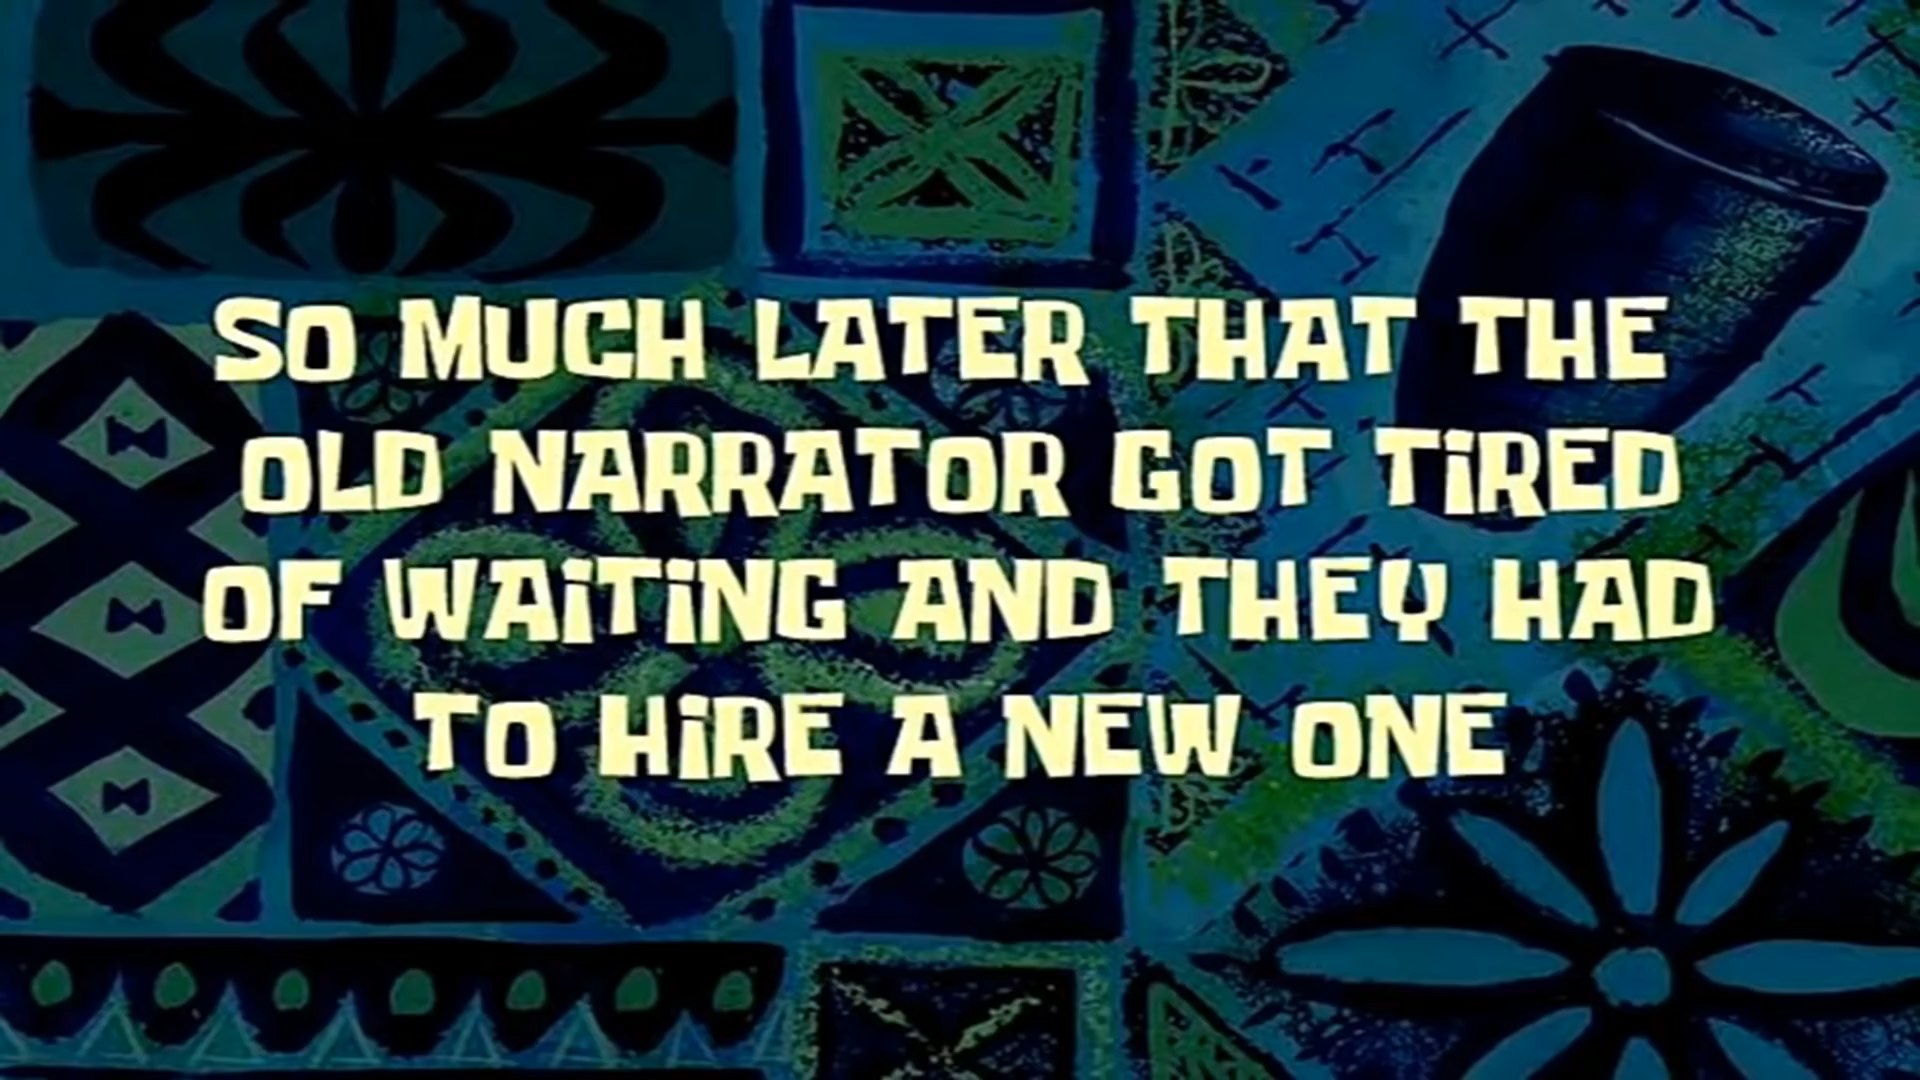 SO MUCH LATER THAT THE
OLD NARRATOR GOT TiRED
OF WAiTiNG AND THEY HAD
TO HiRE A NEW ONE